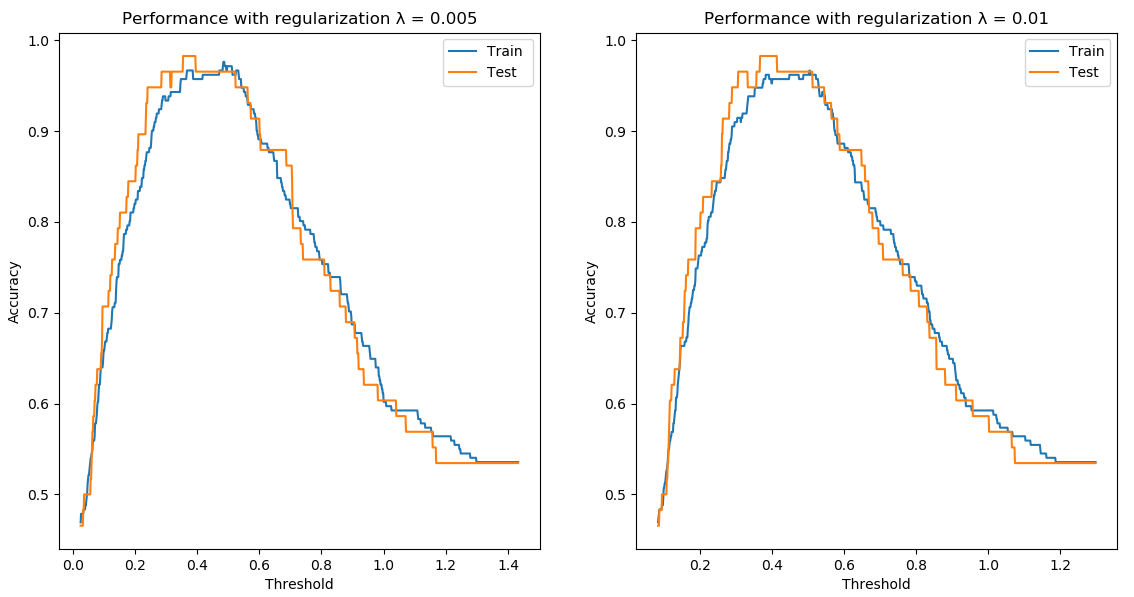 Performance with regularization λ = 0.005
1.0
0.9
0.8
0.7
0.6
0.5
Accuracy
0.0 0.2 0.4 0.6 0.8 1.0 1.2 1.4
Threshold
Train
Test
Performance with regularization λ = 0.01
1.0
0.9
0.8
0.7
0.6
0.5
Accuracy
0.2 0.4 0.6 0.8 1.0 1.2
Threshold
Train
Test